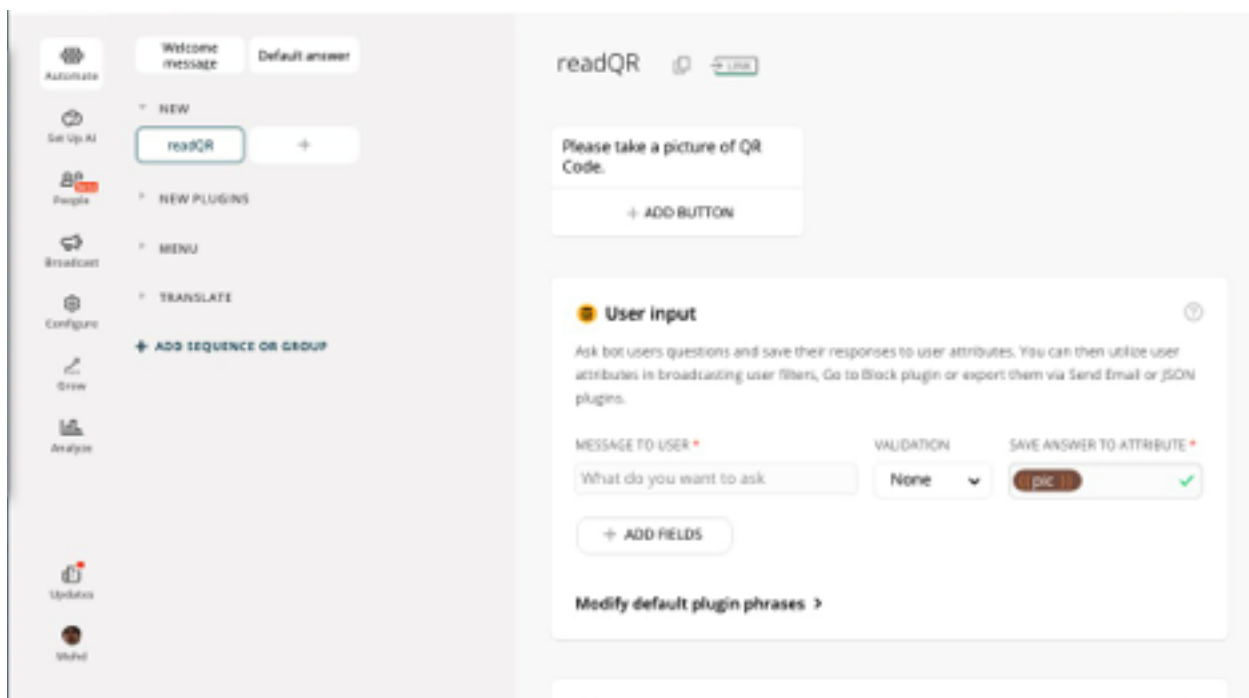 Automate
Set Up AI
People
Broadcast
Configure
Grow
Analyze
Updates
Welcome
message
Default answer
NEW
readQR
+
NEW PLUGINS
MENU
TRANSLATE
+ ADD SEQUENCE OR GROUP
readQR
LINK
Please take a picture of QR
Code.
+ ADD BUTTON
User input
Ask bot users questions and save their responses to user attributes. You can then utilize user
attributes in broadcasting user filters, Go to Block plugin or export them via Send Email or JSON
plugins.
MESSAGE TO USER * VALIDATION SAVE ANSWER TO ATTRIBUTE *
What do you want to ask None {{pic}}
+ ADD FIELDS
Modify default plugin phrases >